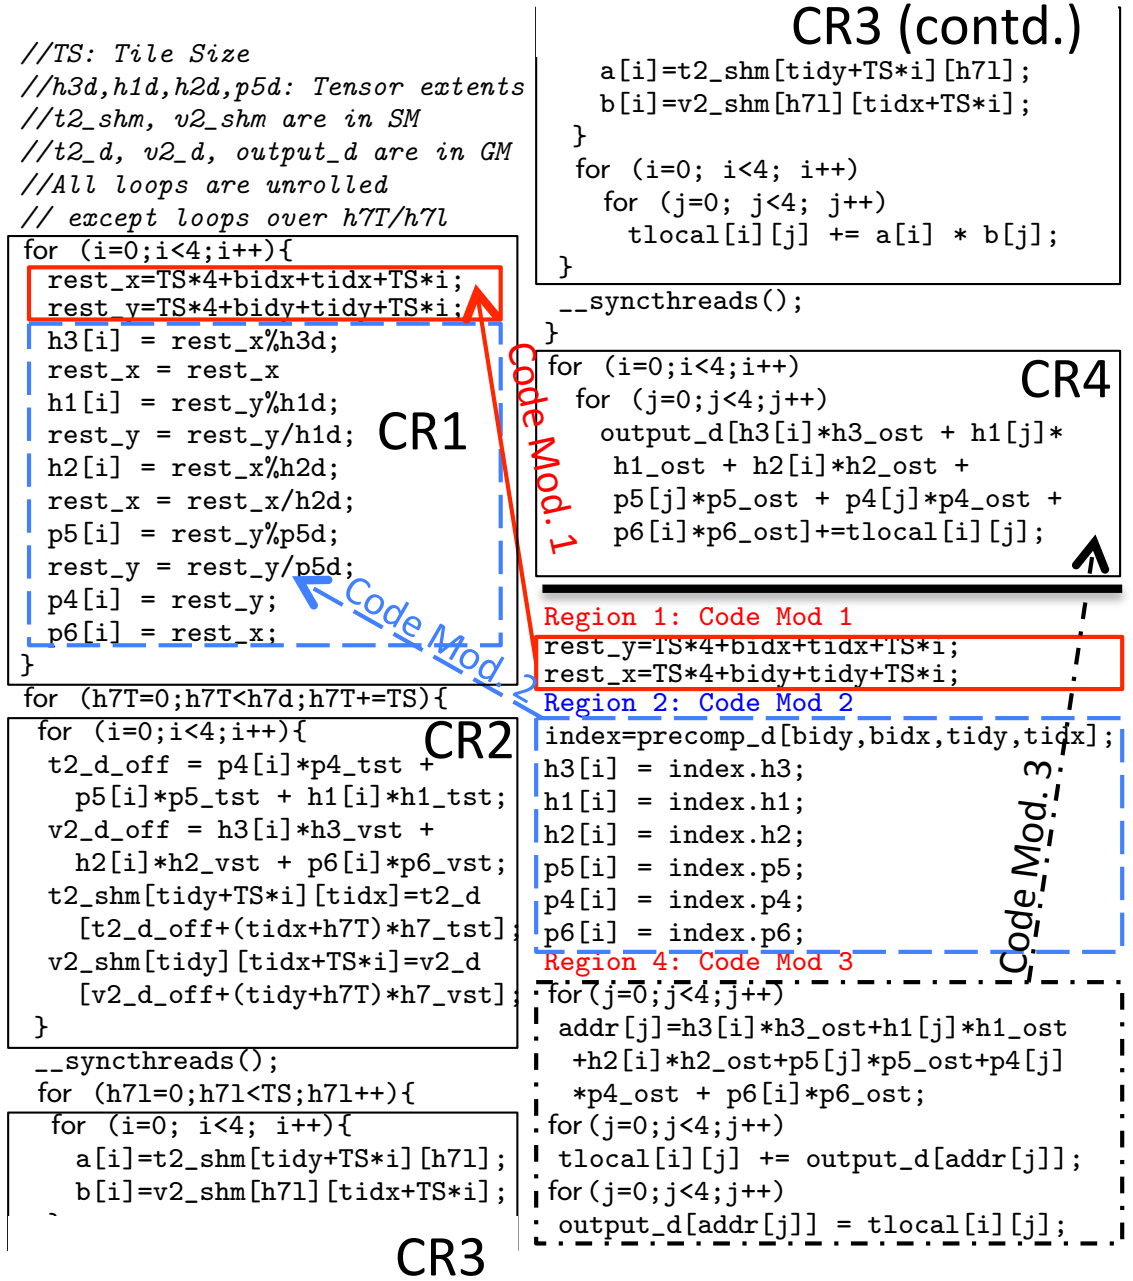 //TS: Tile Size
//h3d,h1d,h2d,p5d: Tensor extents
//t2_shm, v2_shm are in SM
//t2_d, v2_d, output_d are in GM
//All loops are unrolled
// except loops over h7T/h7l
for (i=0;i<4;i++){
rest_x=TS*4+bidx+tidx+TS*i;
rest_y=TS*4+bidy+tidy+TS*i;
h3[i] = rest_x%h3d;
rest_x = rest_x
h1[i] = rest_y%h1d;
rest_y = rest_y/h1d;
h2[i] = rest_x%h2d;
rest_x = rest_x/h2d;
p5[i] = rest_y%p5d;
rest_y = rest_y/p5d;
p4[i] = rest_y;
p6[i] = rest_x;
}
CR1
Code Mod. 1
Code Mod. 2
for (h7T=0;h7T<h7d;h7T+=TS){
for (i=0;i<4;i++){
CR2
t2_d_off = p4[i]*p4_tst +
p5[i]*p5_tst + h1[i]*h1_tst;
v2_d_off = h3[i]*h3_vst +
h2[i]*h2_vst + p6[i]*p6_vst;
t2_shm[tidy+TS*i][tidx]=t2_d
[t2_d_off+(tidx+h7T)*h7_tst];
v2_shm[tidy][tidx+TS*i]=v2_d
[v2_d_off+(tidy+h7T)*h7_vst];
}
__syncthreads();
for (h7l=0;h7l<TS;h7l++){
for (i=0; i<4; i++){
a[i]=t2_shm[tidy+TS*i][h7l];
b[i]=v2_shm[h7l][tidx+TS*i];
CR3
CR3 (contd.)
a[i]=t2_shm[tidy+TS*i][h7l];
b[i]=v2_shm[h7l][tidx+TS*i];
}
for (i=0; i<4; i++)
for (j=0; j<4; j++)
tlocal[i][j] += a[i] * b[j];
}
__syncthreads();
}
for (i=0;i<4;i++)
CR4
for (j=0;j<4;j++)
output_d[h3[i]*h3_ost + h1[j]*
h1_ost + h2[i]*h2_ost +
p5[j]*p5_ost + p4[j]*p4_ost +
p6[i]*p6_ost]+=tlocal[i][j];
Region 1: Code Mod 1
rest_y=TS*4+bidx+tidx+TS*i;
rest_x=TS*4+bidy+tidy+TS*i;
Region 2: Code Mod 2
index=precomp_d[bidy,bidx,tidy,tidx];
h3[i] = index.h3;
h1[i] = index.h1;
h2[i] = index.h2;
p5[i] = index.p5;
p4[i] = index.p4;
p6[i] = index.p6;
Code Mod. 3
Region 4: Code Mod 3
for(j=0;j<4;j++)
addr[j]=h3[i]*h3_ost+h1[j]*h1_ost
+h2[i]*h2_ost+p5[j]*p5_ost+p4[j]
*p4_ost + p6[i]*p6_ost;
for(j=0;j<4;j++)
tlocal[i][j] += output_d[addr[j]];
for(j=0;j<4;j++)
output_d[addr[j]] = tlocal[i][j];